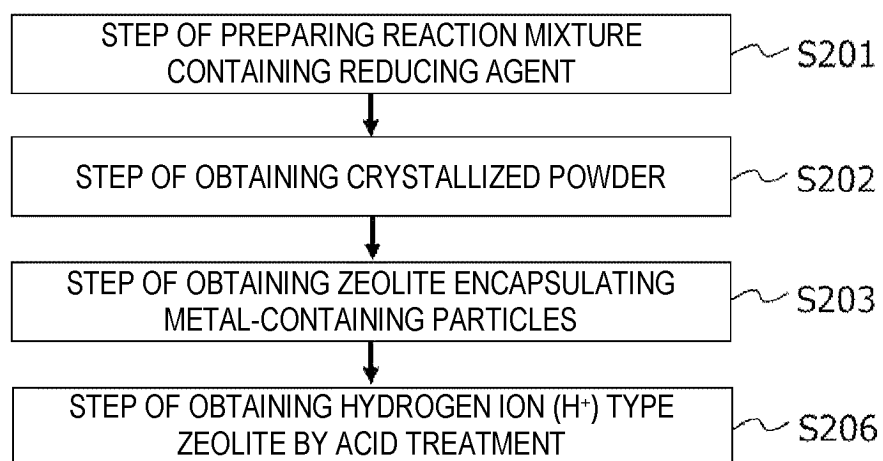 STEP OF PREPARING REACTION MIXTURE
CONTAINING REDUCING AGENT
S201
STEP OF OBTAINING CRYSTALLIZED POWDER
S202
STEP OF OBTAINING ZEOLITE ENCAPSULATING
METAL-CONTAINING PARTICLES
S203
STEP OF OBTAINING HYDROGEN ION (H⁺) TYPE
ZEOLITE BY ACID TREATMENT
S206